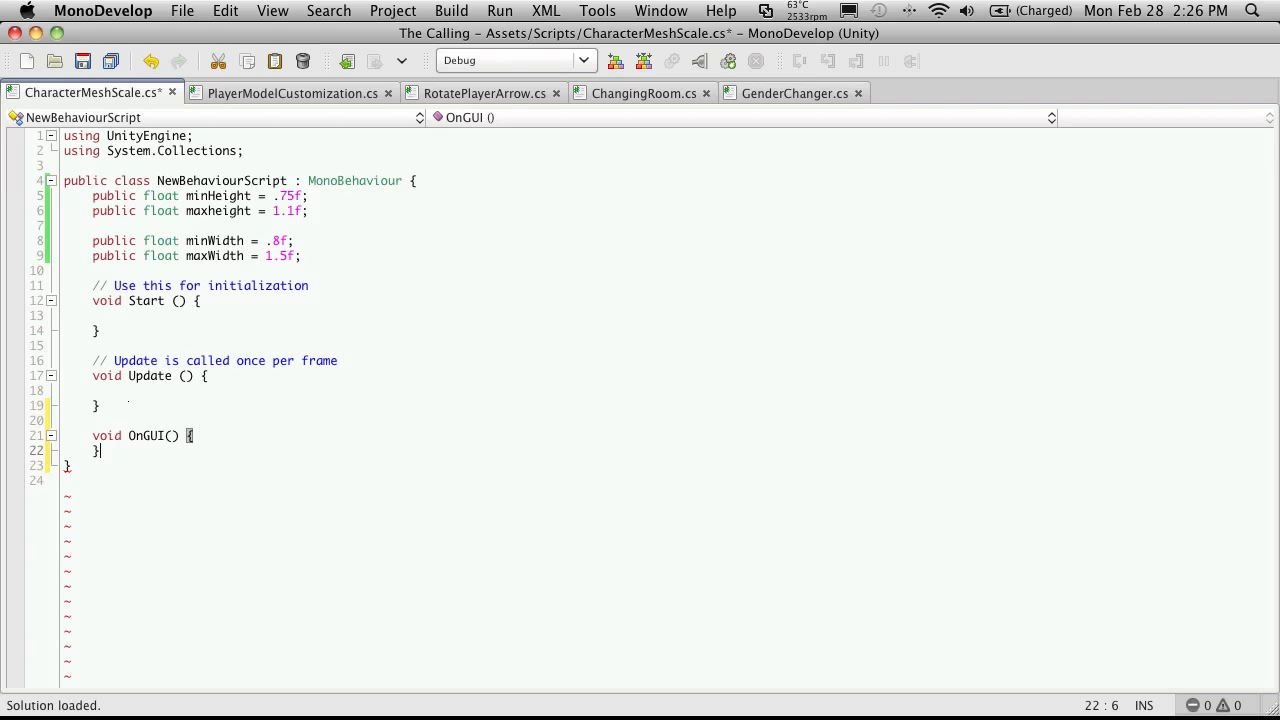 MonoDevelop File Edit View Search Project Build Run XML Tools Window Help 63°C 2533rpm (Charged) Mon Feb 28 2:26 PM
The Calling – Assets/Scripts/CharacterMeshScale.cs* – MonoDevelop (Unity)
Debug
CharacterMeshScale.cs* PlayerModelCustomization.cs RotatePlayerArrow.cs ChangingRoom.cs GenderChanger.cs
NewBehaviourScript OnGUI ()
1 using UnityEngine;
2 using System.Collections;
3
4 public class NewBehaviourScript : MonoBehaviour {
5 public float minHeight = .75f;
6 public float maxheight = 1.1f;
7
8 public float minWidth = .8f;
9 public float maxWidth = 1.5f;
10
11 // Use this for initialization
12 void Start () {
13
14 }
15
16 // Update is called once per frame
17 void Update () {
18
19 }
20
21 void OnGUI() {
22 }
23 }
24
~
~
~
~
~
~
~
~
~
~
~
~
~
Solution loaded. 22 : 6 INS 0 0